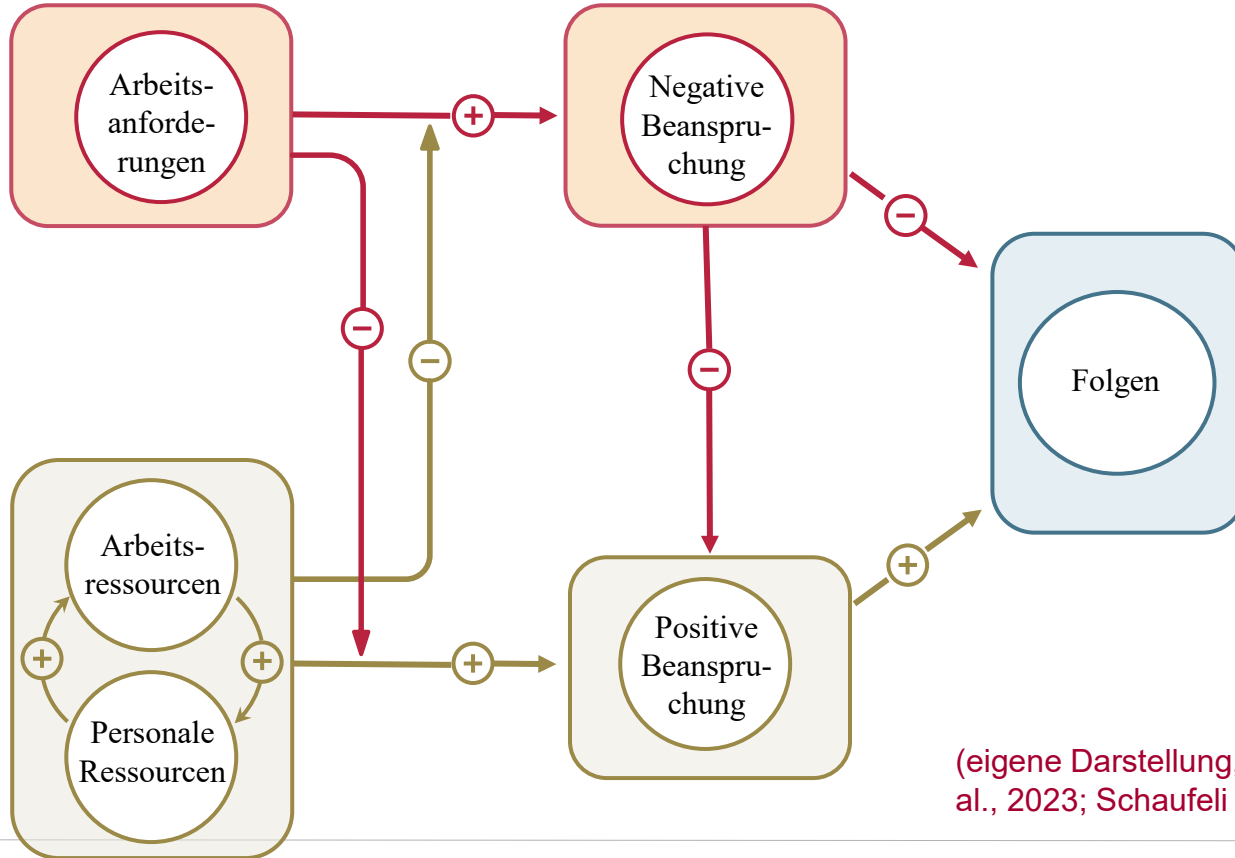 Arbeits-
anforde-
rungen
+
Negative
Beanspru-
chung
−
−
−
−
Folgen
Arbeits-
ressourcen
+
+
Personale
Ressourcen
+
Positive
Beanspru-
chung
+
(eigene Darstellung,
al., 2023; Schaufeli